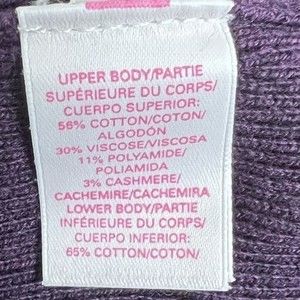 UPPER BODY/PARTIE
SUPÉRIEURE DU CORPS/
CUERPO SUPERIOR:
56% COTTON/COTON/
ALGODÓN
30% VISCOSE/VISCOSA
11% POLYAMIDE/
POLIAMIDA
3% CASHMERE/
CACHEMIRE/CACHEMIRA
LOWER BODY/PARTIE
INFÉRIEURE DU CORPS/
CUERPO INFERIOR:
65% COTTON/COTON/